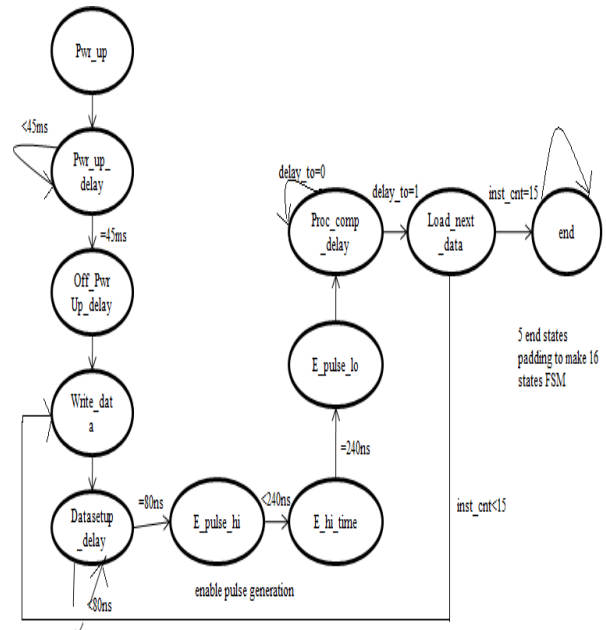 Pwr_up
<45ms
Pwr_up_
delay
=45ms
Off_Pwr
Up_delay
Write_dat
a
Datasetup
_delay
<80ns
=80ns
E_pulse_hi
<240ns
E_hi_time
enable pulse generation
=240ns
E_pulse_lo
delay_to=0
Proc_comp
_delay
delay_to=1
Load_next
_data
inst_cnt=15
end
5 end states
padding to make 16
states FSM
inst_cnt<15